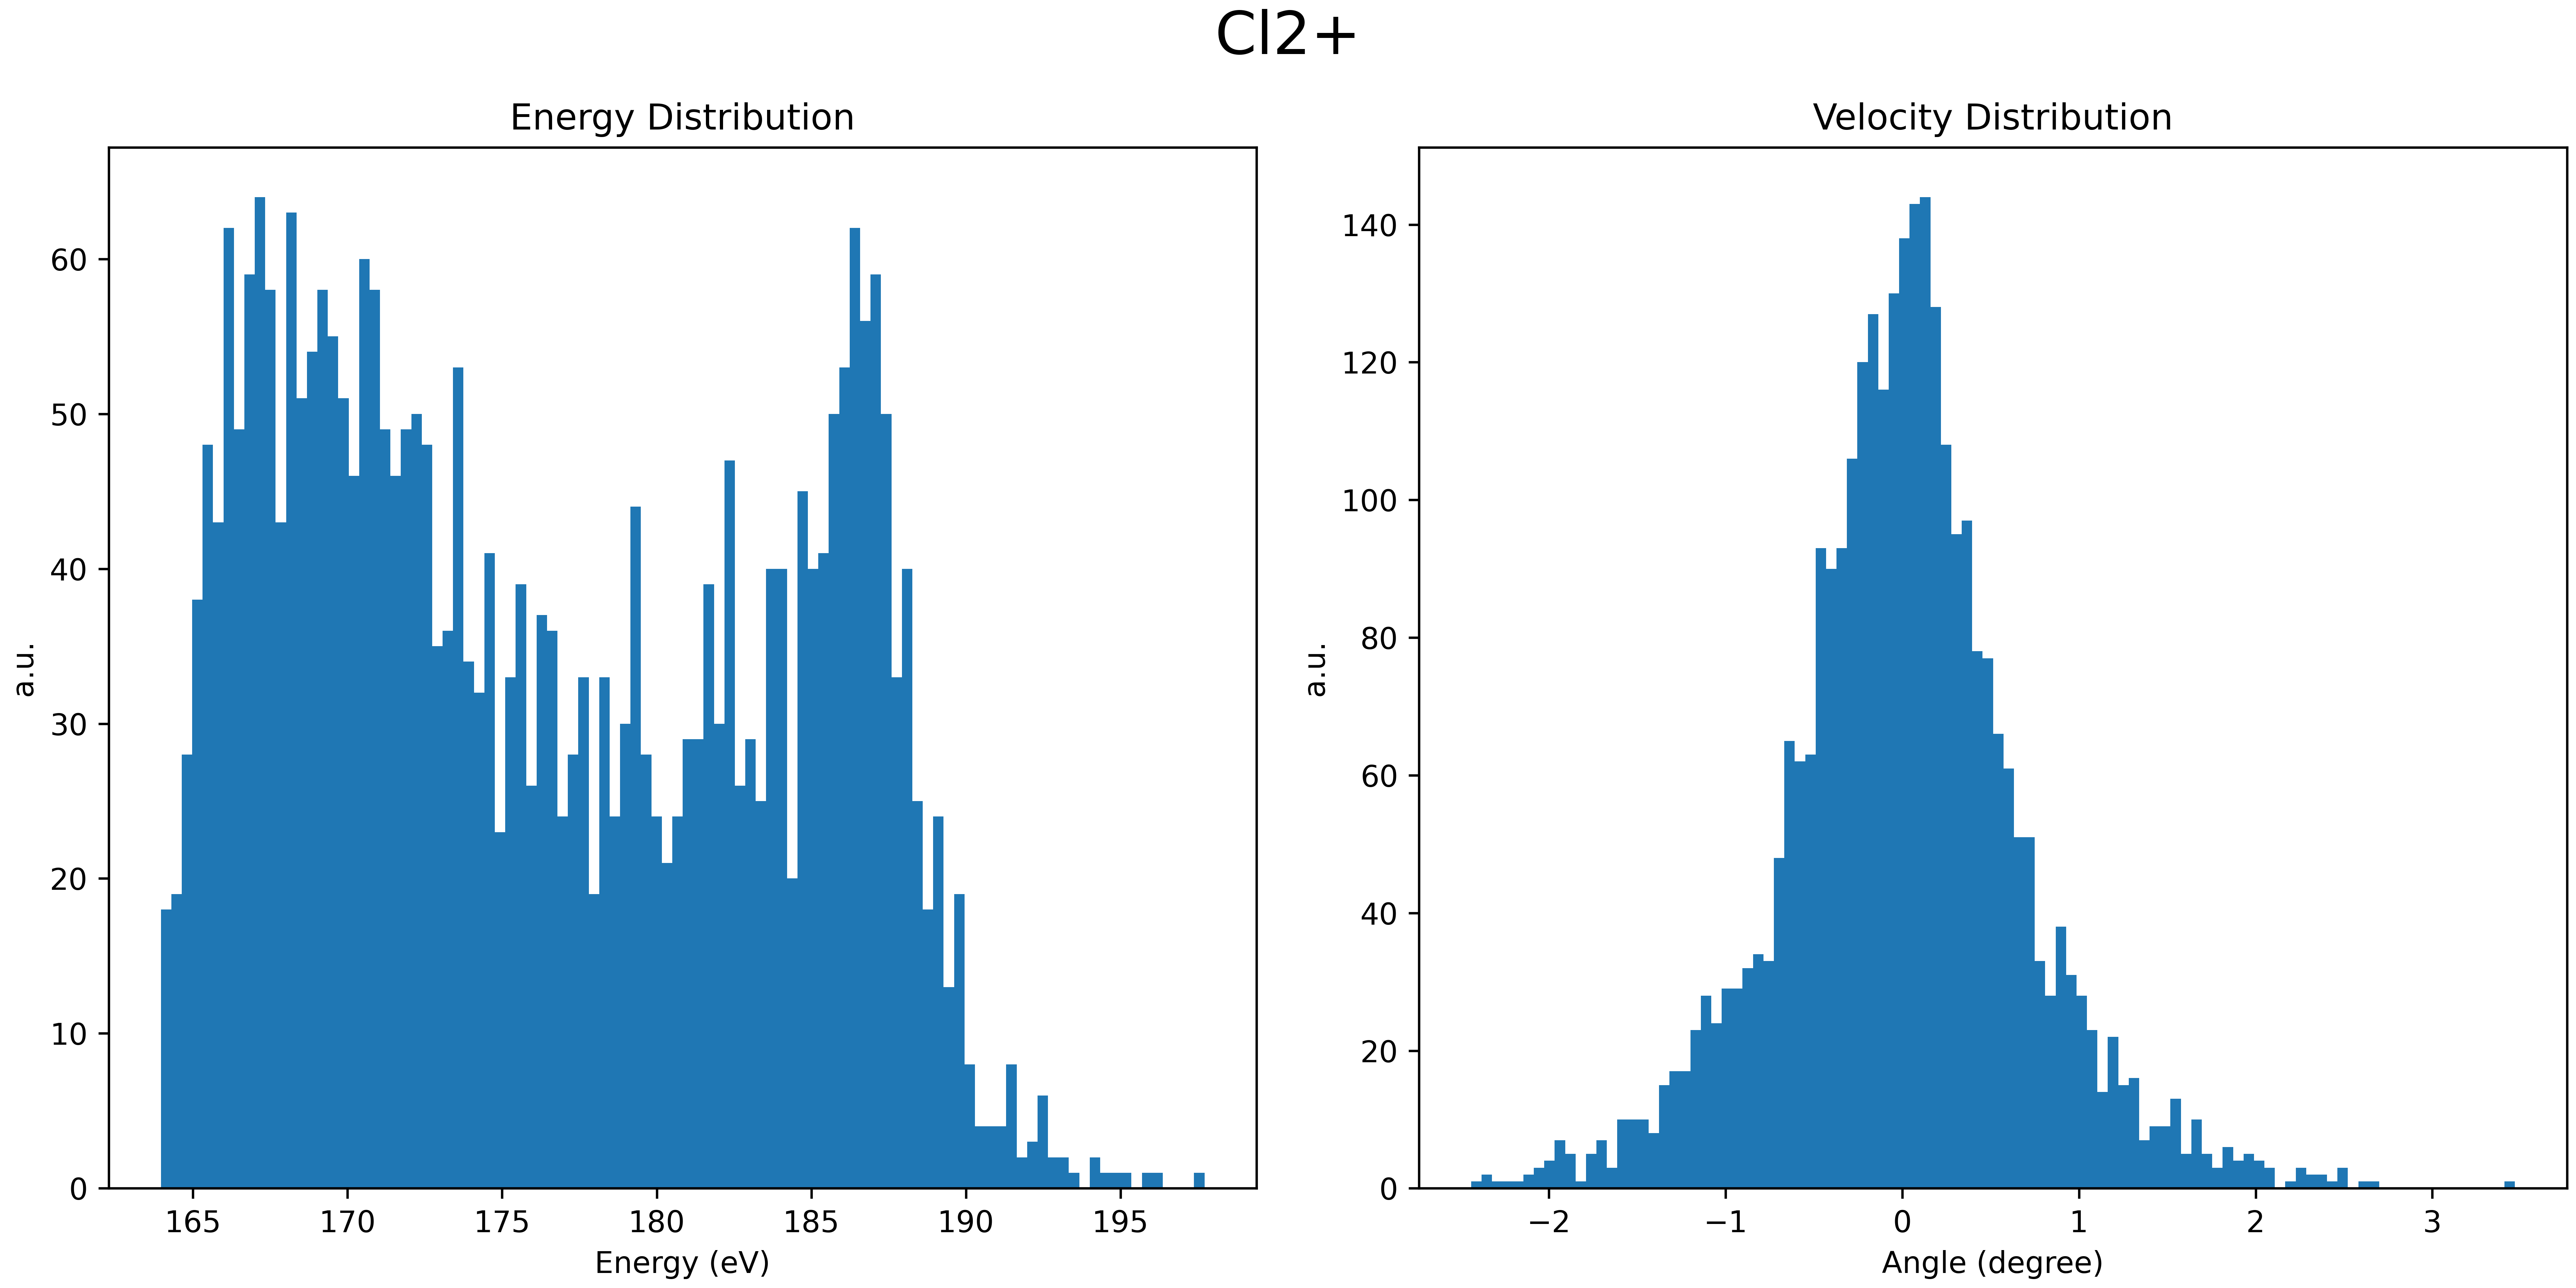 Cl2+
Energy Distribution
a.u.
60
50
40
30
20
10
0
165 170 175 180 185 190 195
Energy (eV)
Velocity Distribution
a.u.
140
120
100
80
60
40
20
0
−2 −1 0 1 2 3
Angle (degree)